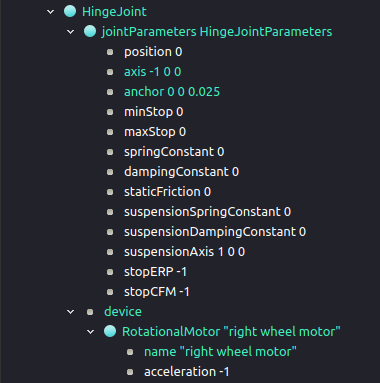 HingeJoint
jointParameters HingeJointParameters
position 0
axis -1 0 0
anchor 0 0 0.025
minStop 0
maxStop 0
springConstant 0
dampingConstant 0
staticFriction 0
suspensionSpringConstant 0
suspensionDampingConstant 0
suspensionAxis 1 0 0
stopERP -1
stopCFM -1
device
RotationalMotor "right wheel motor"
name "right wheel motor"
acceleration -1